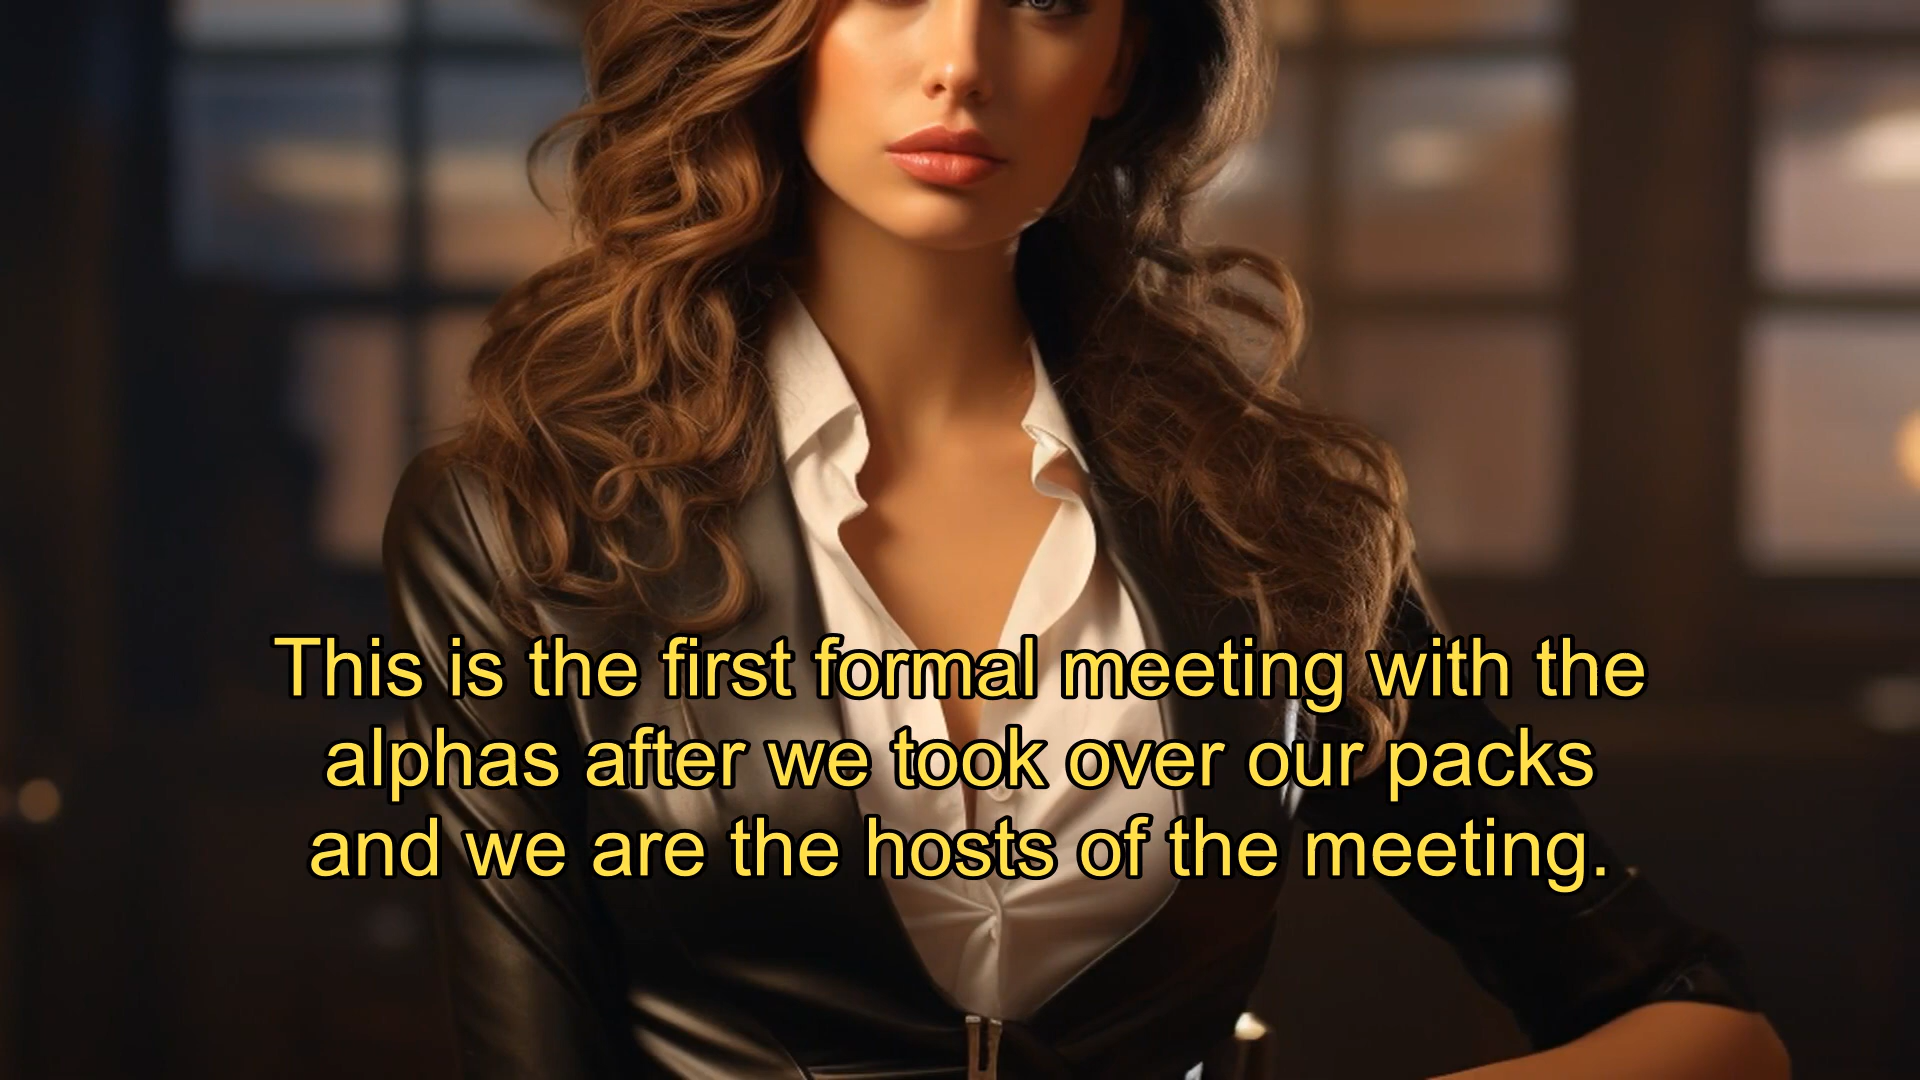 This is the first formal meeting with the
alphas after we took over our packs
and we are the hosts of the meeting.